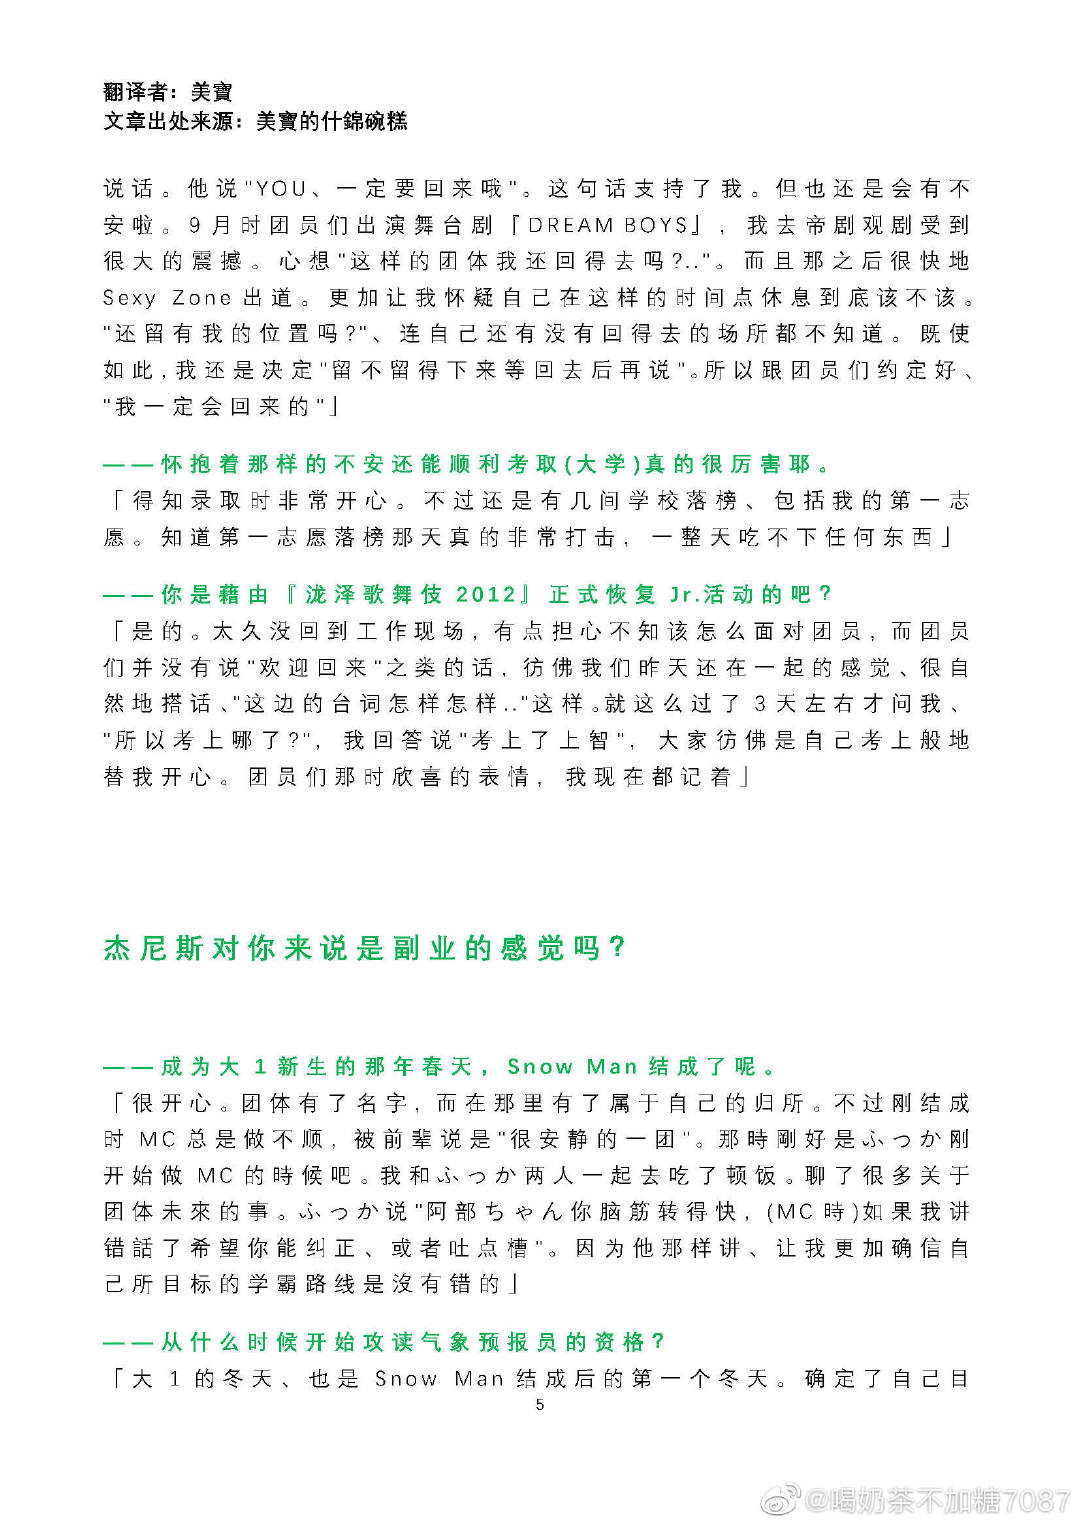 翻译者：美寶
文章出处来源：美寶的什錦碗糕
说话。他说"YOU、一定要回来哦"。这句话支持了我。但也还是会有不
安啦。9月时团员们出演舞台剧『DREAM BOYS』，我去帝剧观剧受到
很大的震撼。心想"这样的团体我还回得去吗?.."。而且那之后很快地
Sexy Zone出道。更加让我怀疑自己在这样的时间点休息到底该不该。
"还留有我的位置吗?"、连自己还有没有回得去的场所都不知道。既使
如此,我还是决定"留不留得下来等回去后再说"。所以跟团员们约定好、
"我一定会回来的"」
——怀抱着那样的不安还能顺利考取(大学)真的很厉害耶。
「得知录取时非常开心。不过还是有几间学校落榜、包括我的第一志
愿。知道第一志愿落榜那天真的非常打击，一整天吃不下任何东西」
——你是藉由『泷泽歌舞伎 2012』正式恢复 Jr.活动的吧？
「是的。太久没回到工作现场，有点担心不知该怎么面对团员，而团员
们并没有说"欢迎回来"之类的话，彷佛我们昨天还在一起的感觉、很自
然地搭话、"这边的台词怎样怎样.."这样。就这么过了 3 天左右才问我、
"所以考上哪了?"，我回答说"考上了上智"，大家彷佛是自己考上般地
替我开心。团员们那时欣喜的表情，我现在都记着」
杰尼斯对你来说是副业的感觉吗？
——成为大 1 新生的那年春天，Snow Man 结成了呢。
「很开心。团体有了名字，而在那里有了属于自己的归所。不过刚结成
时 MC 总是做不顺，被前辈说是"很安静的一团"。那時剛好是ふっか刚
开始做 MC 的時候吧。我和ふっか两人一起去吃了顿饭。聊了很多关于
团体未來的事。ふっか说"阿部ちゃん你脑筋转得快，(MC 時)如果我讲
错話了希望你能纠正、或者吐点槽"。因为他那样讲、让我更加确信自
己所目标的学霸路线是沒有错的」
——从什么时候开始攻读气象预报员的资格？
「大 1 的冬天、也是 Snow Man 结成后的第一个冬天。确定了自己目
5
@喝奶茶不加糖7087